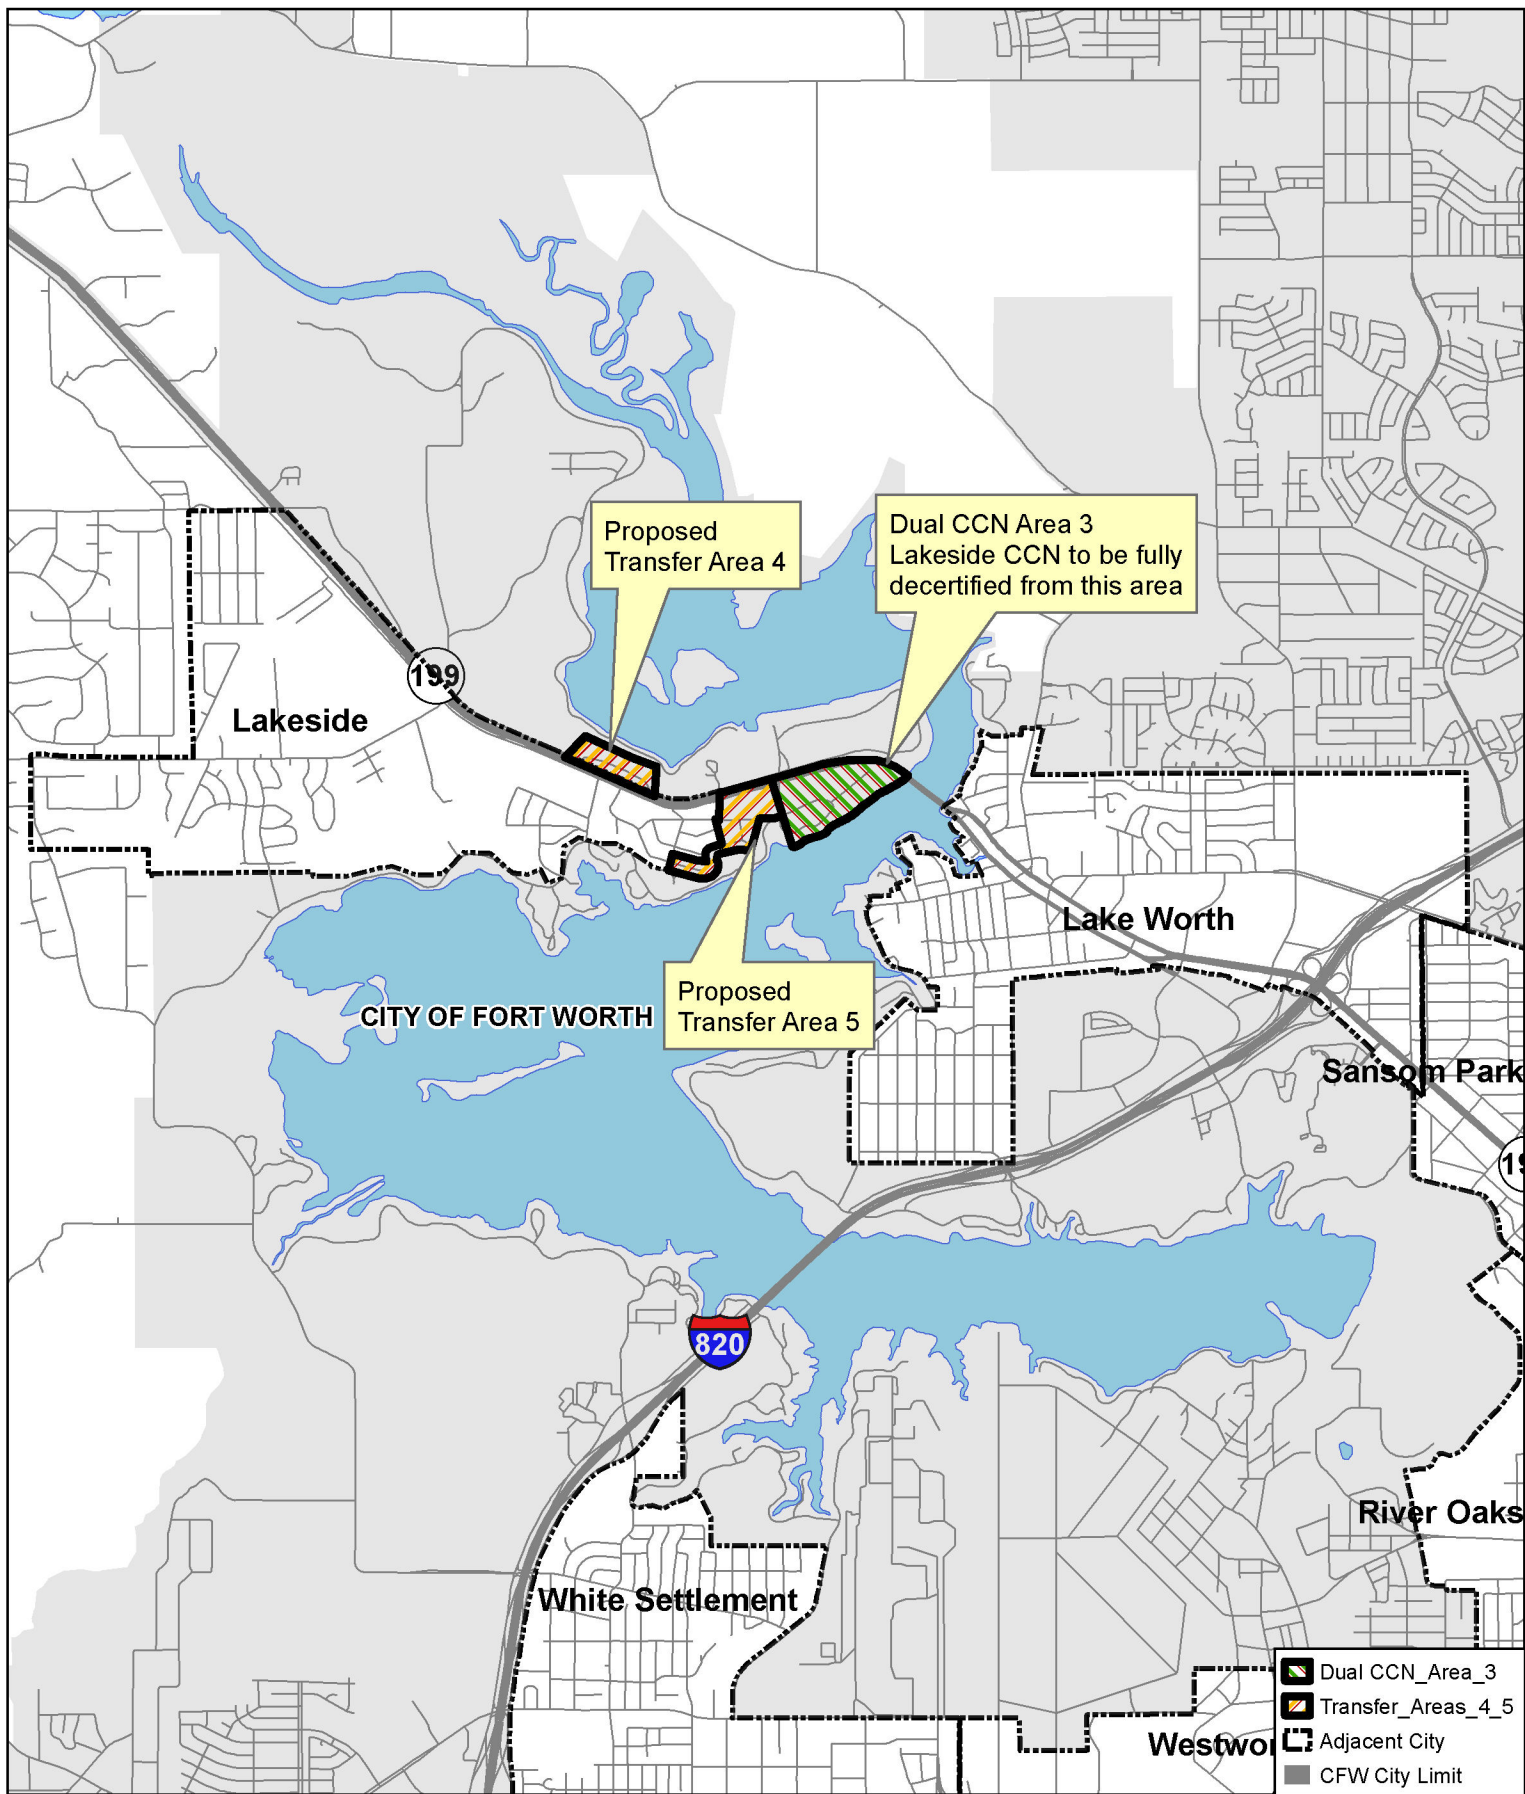 Proposed
Transfer Area 4
Dual CCN Area 3
Lakeside CCN to be fully
decertified from this area
199
Lakeside
Lake Worth
Proposed
Transfer Area 5
CITY OF FORT WORTH
Sansom Park
19
820
River Oaks
White Settlement
Westwor
Dual CCN_Area_3
Transfer_Areas_4_5
Adjacent City
CFW City Limit